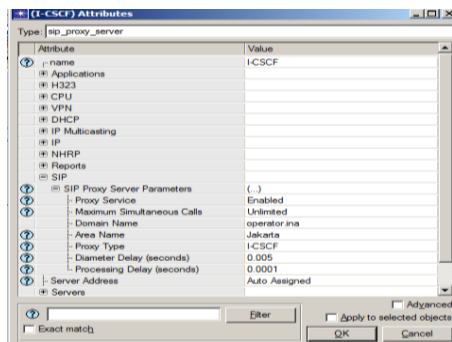 (I-CSCF) Attributes
Type: sip_proxy_server
Attribute Value
name I-CSCF
Applications
H323
CPU
VPN
DHCP
IP Multicasting
IP
NHRP
Reports
SIP
SIP Proxy Server Parameters (...)
Proxy Service Enabled
Maximum Simultaneous Calls Unlimited
Domain Name operator.ina
Area Name Jakarta
Proxy Type I-CSCF
Diameter Delay (seconds) 0.005
Processing Delay (seconds) 0.0001
Server Address Auto Assigned
Servers
Advanced
Filter Apply to selected objects
Exact match OK Cancel